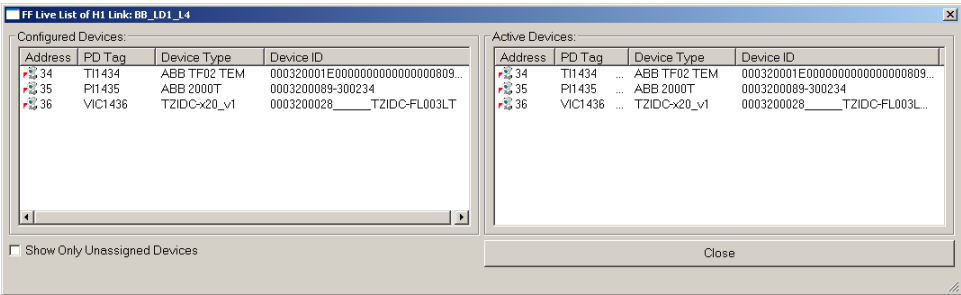 FF Live List of H1 Link: BB_LD1_L4
Configured Devices:
Address PD Tag Device Type Device ID
34 TI1434 ABB TF02 TEM 000320001E0000000000000000809...
35 PI1435 ABB 2000T 0003200089-300234
36 VIC1436 TZIDC-x20_v1 0003200028______TZIDC-FL003LT
Show Only Unassigned Devices
Active Devices:
Address PD Tag Device Type Device ID
34 TI1434 ... ABB TF02 TEM 000320001E0000000000000000809...
35 PI1435 ... ABB 2000T 0003200089-300234
36 VIC1436 ... TZIDC-x20_v1 0003200028______TZIDC-FL003L...
Close